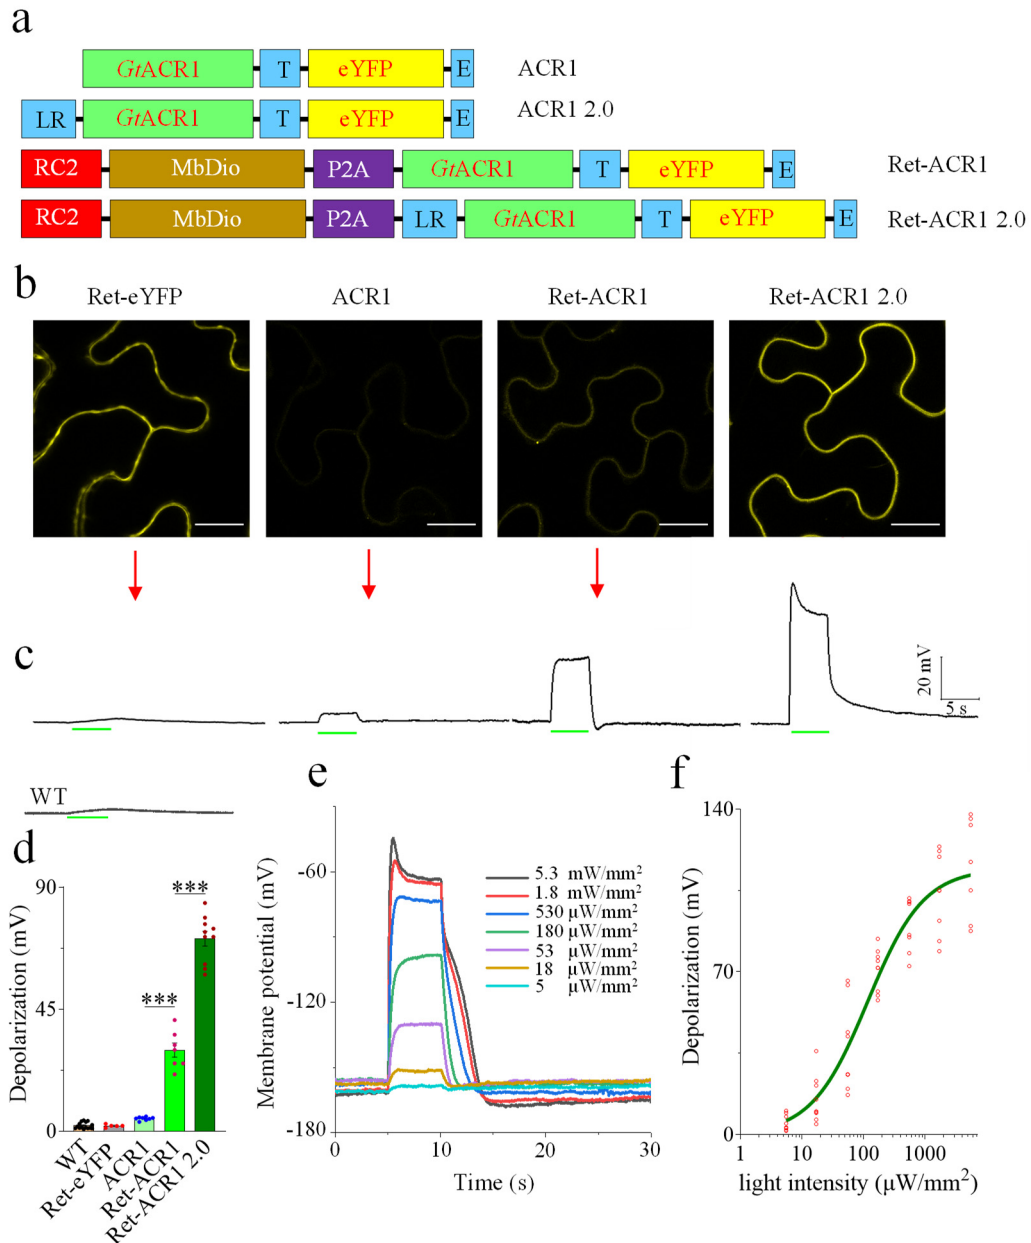 a
GtACR1 T eYFP E ACR1
LR GtACR1 T eYFP E ACR1 2.0
RC2 MbDio P2A GtACR1 T eYFP E Ret-ACR1
RC2 MbDio P2A LR GtACR1 T eYFP E Ret-ACR1 2.0
b
Ret-eYFP ACR1 Ret-ACR1 Ret-ACR1 2.0
c
20 mV
5 s
WT
d
Depolarization (mV)
90
45
0
***
***
WT
Ret-eYFP
ACR1
Ret-ACR1
Ret-ACR1 2.0
e
Membrane potential (mV)
-60
-120
-180
0 10 20 30
Time (s)
5.3 mW/mm²
1.8 mW/mm²
530 µW/mm²
180 µW/mm²
53 µW/mm²
18 µW/mm²
5 µW/mm²
f
Depolarization (mV)
140
70
0
1 10 100 1000
light intensity (µW/mm²)